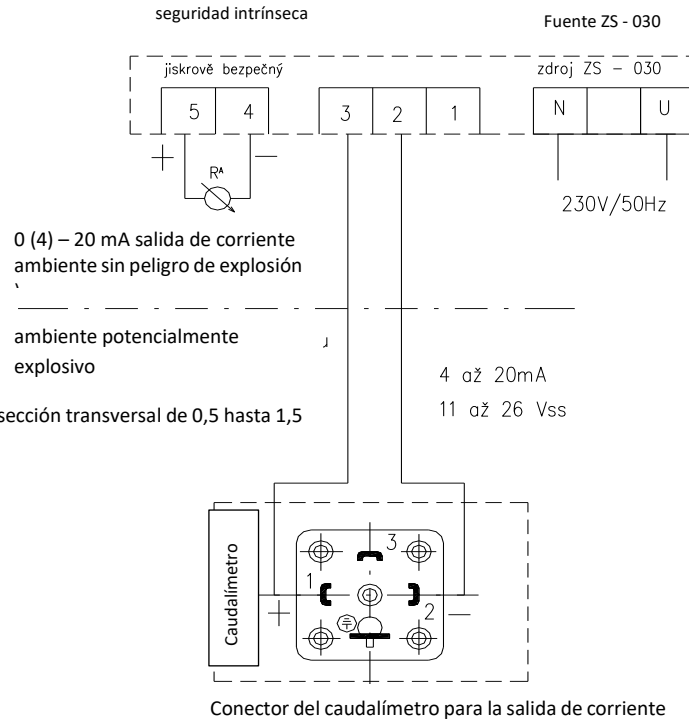 seguridad intrínseca
Fuente ZS - 030
jiskrově bezpečný
zdroj ZS – 030
5 4 3 2 1 N U
+ –
RA
230V/50Hz
0 (4) – 20 mA salida de corriente
ambiente sin peligro de explosión
ambiente potencialmente
explosivo
4 až 20mA
11 až 26 Vss
sección transversal de 0,5 hasta 1,5
Caudalímetro
3
1
+
2 –
Conector del caudalímetro para la salida de corriente